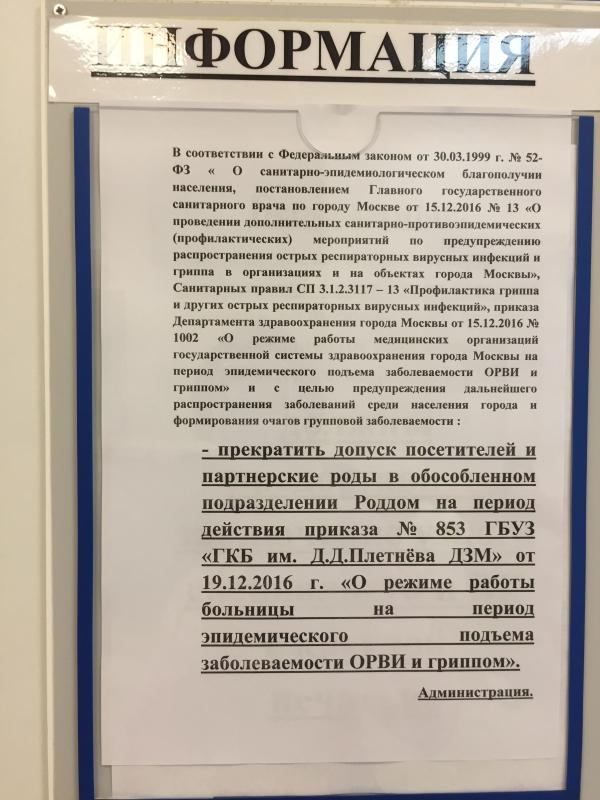 ИНФОРМАЦИЯ
В соответствии с Федеральным законом от 30.03.1999 г. № 52-
ФЗ « О санитарно-эпидемиологическом благополучии
населения, постановлением Главного государственного
санитарного врача по городу Москве от 15.12.2016 № 13 «О
проведении дополнительных санитарно-противоэпидемических
(профилактических) мероприятий по предупреждению
распространения острых респираторных вирусных инфекций и
гриппа в организациях и на объектах города Москвы»,
Санитарных правил СП 3.1.2.3117 – 13 «Профилактика гриппа
и других острых респираторных вирусных инфекций», приказа
Департамента здравоохранения города Москвы от 15.12.2016 №
1002 «О режиме работы медицинских организаций
государственной системы здравоохранения города Москвы на
период эпидемического подъема заболеваемости ОРВИ и
гриппом» и с целью предупреждения дальнейшего
распространения заболеваний среди населения города и
формирования очагов групповой заболеваемости :
- прекратить допуск посетителей и
партнерские роды в обособленном
подразделении Роддом на период
действия приказа № 853 ГБУЗ
«ГКБ им. Д.Д.Плетнёва ДЗМ» от
19.12.2016 г. «О режиме работы
больницы на период
эпидемического подъема
заболеваемости ОРВИ и гриппом».
Администрация.